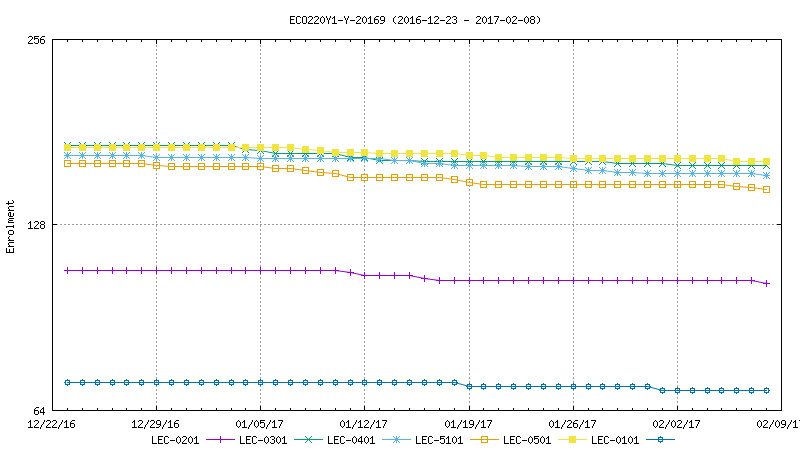 ECO220Y1-Y-20169 (2016-12-23 - 2017-02-08)
256
Enrolment
128
64
12/22/16 12/29/16 01/05/17 01/12/17 01/19/17 01/26/17 02/02/17 02/09/17
LEC-0201 LEC-0301 LEC-0401 LEC-5101 LEC-0501 LEC-0101